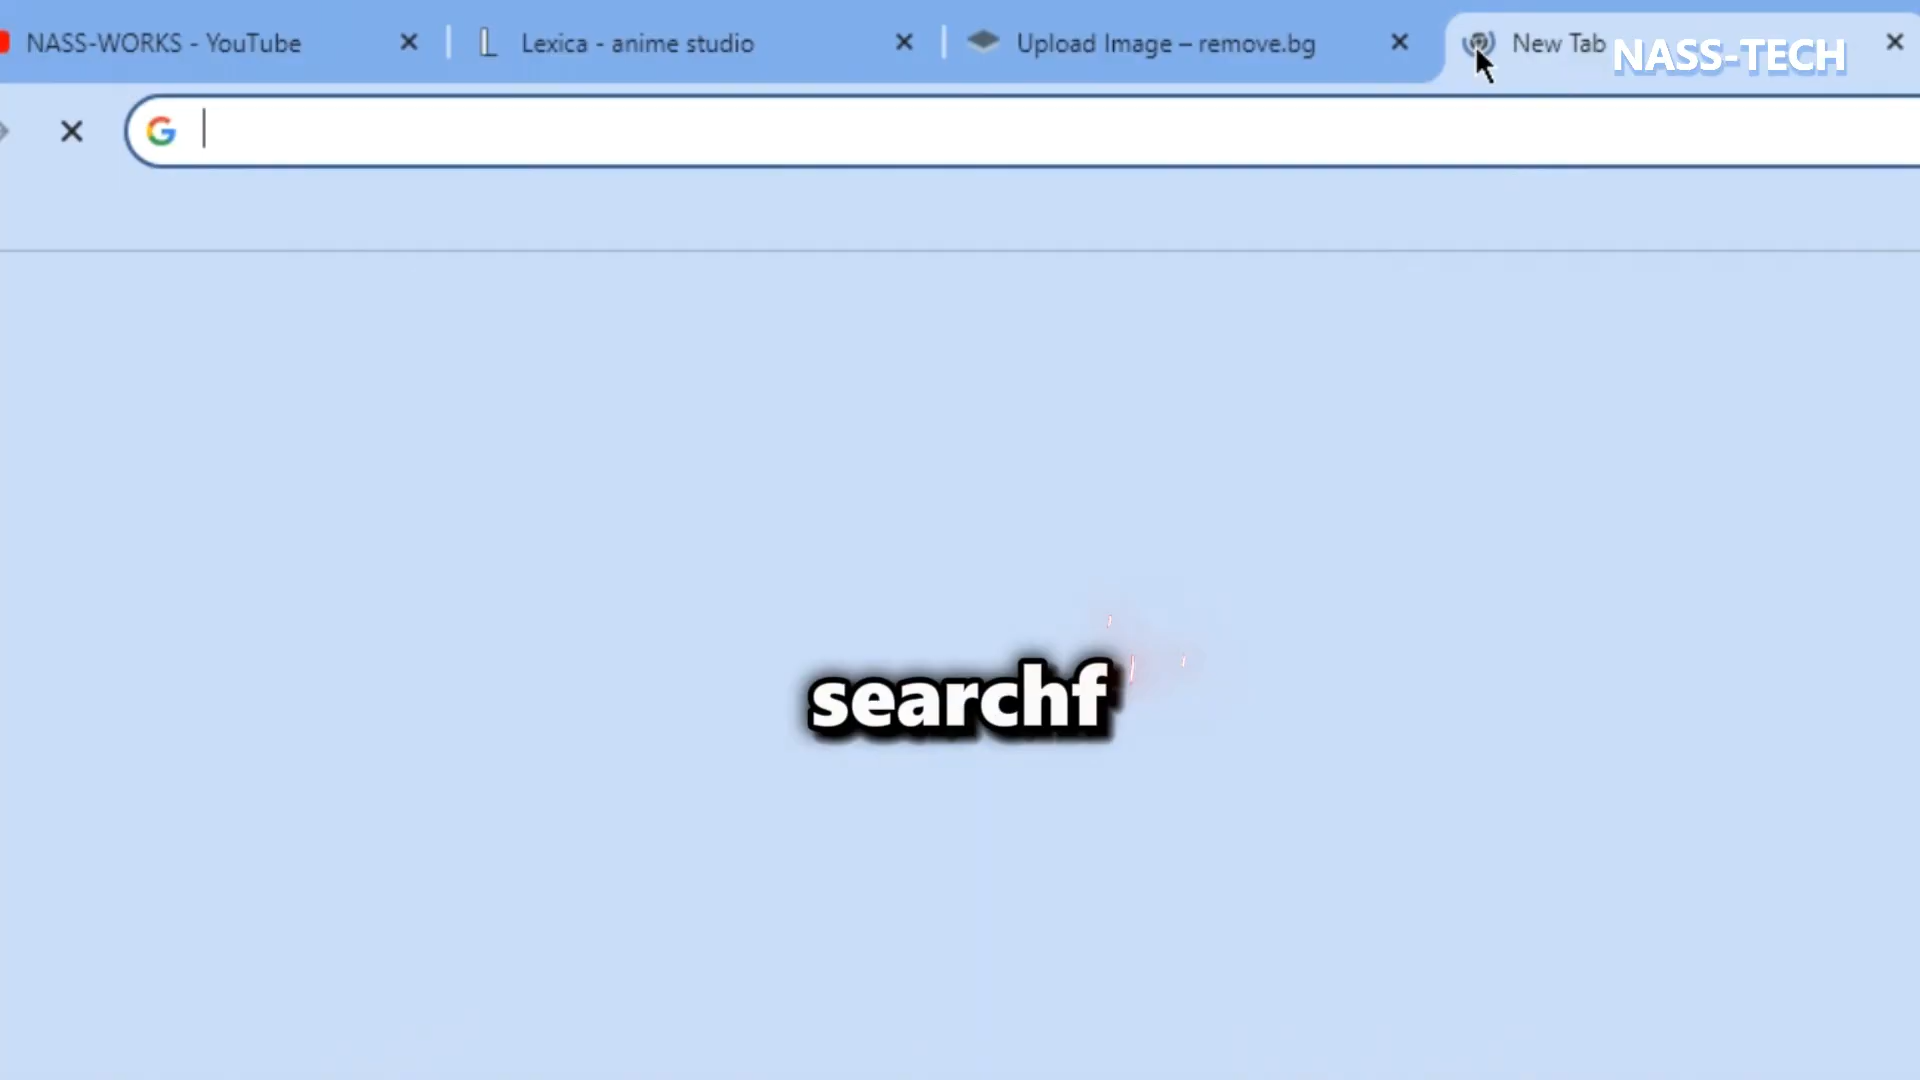 NASS-WORKS - YouTube
Lexica - anime studio
Upload Image – remove.bg
New Tab
NASS-TECH
searchf